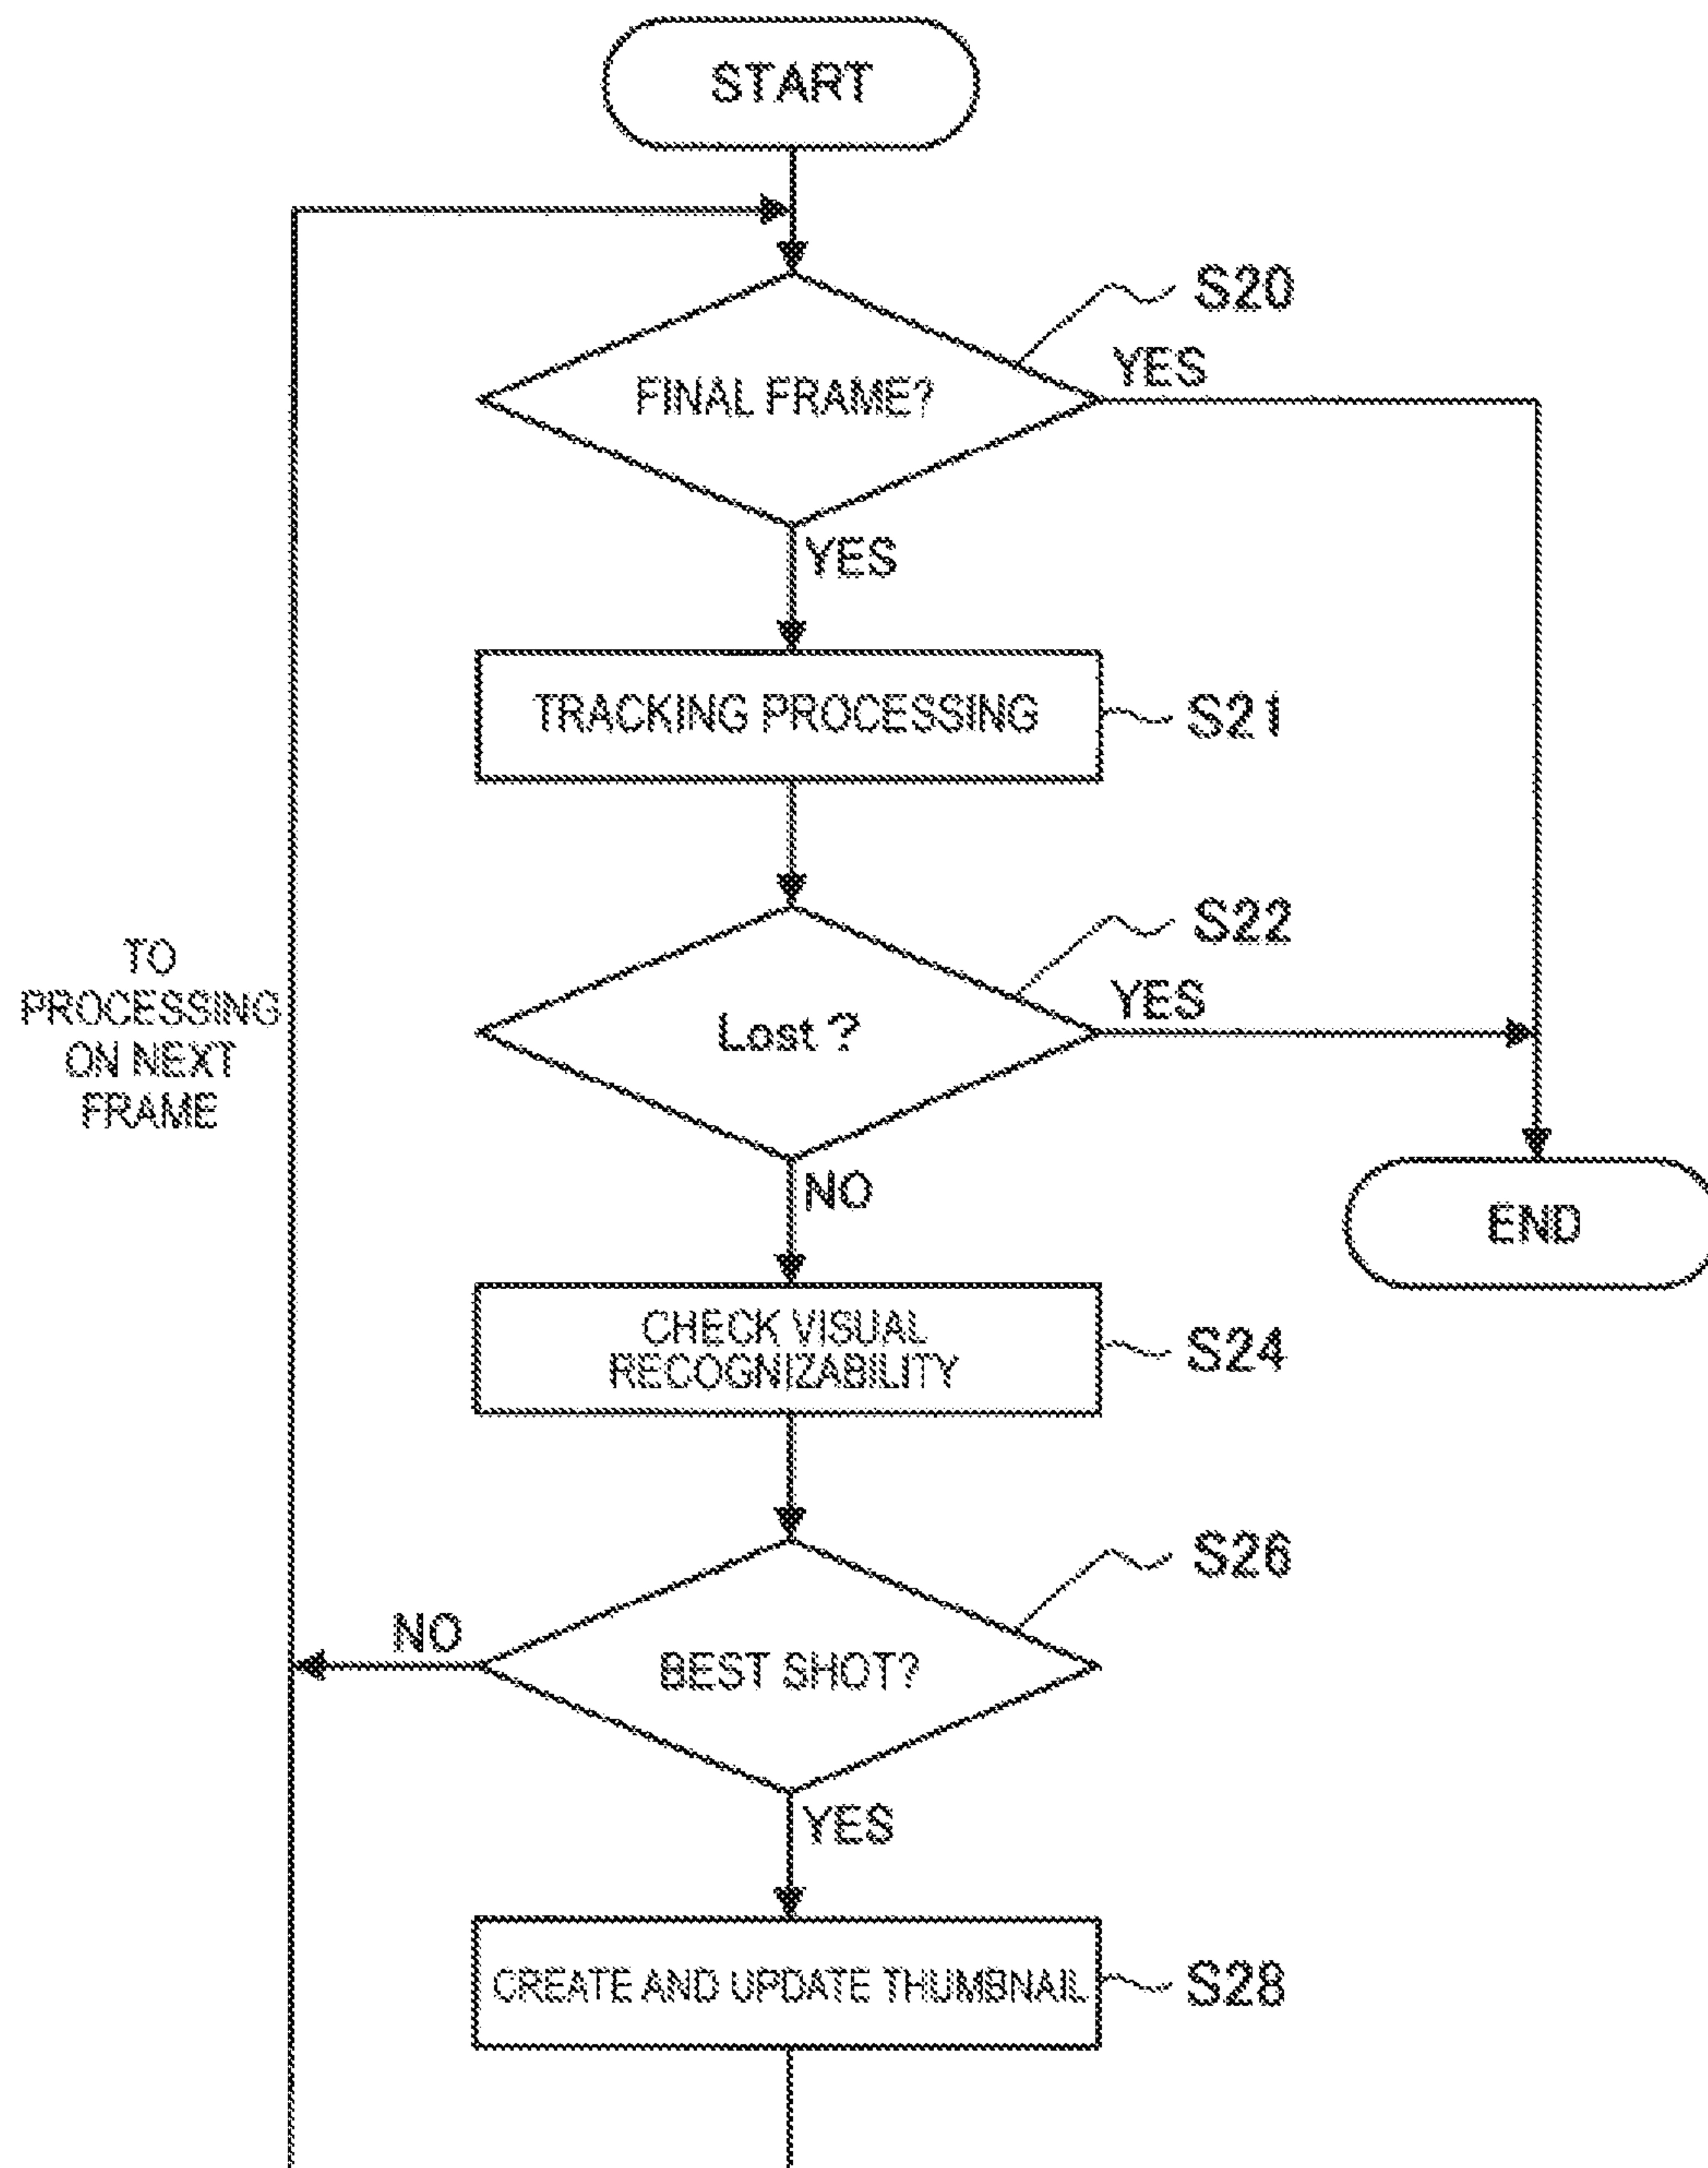 START
S20
FINAL FRAME?
YES
YES
TRACKING PROCESSING
S21
S22
Lost ?
YES
TO
PROCESSING
ON NEXT
FRAME
NO
END
CHECK VISUAL
RECOGNIZABILITY
S24
S26
NO
BEST SHOT?
YES
CREATE AND UPDATE THUMBNAIL
S28